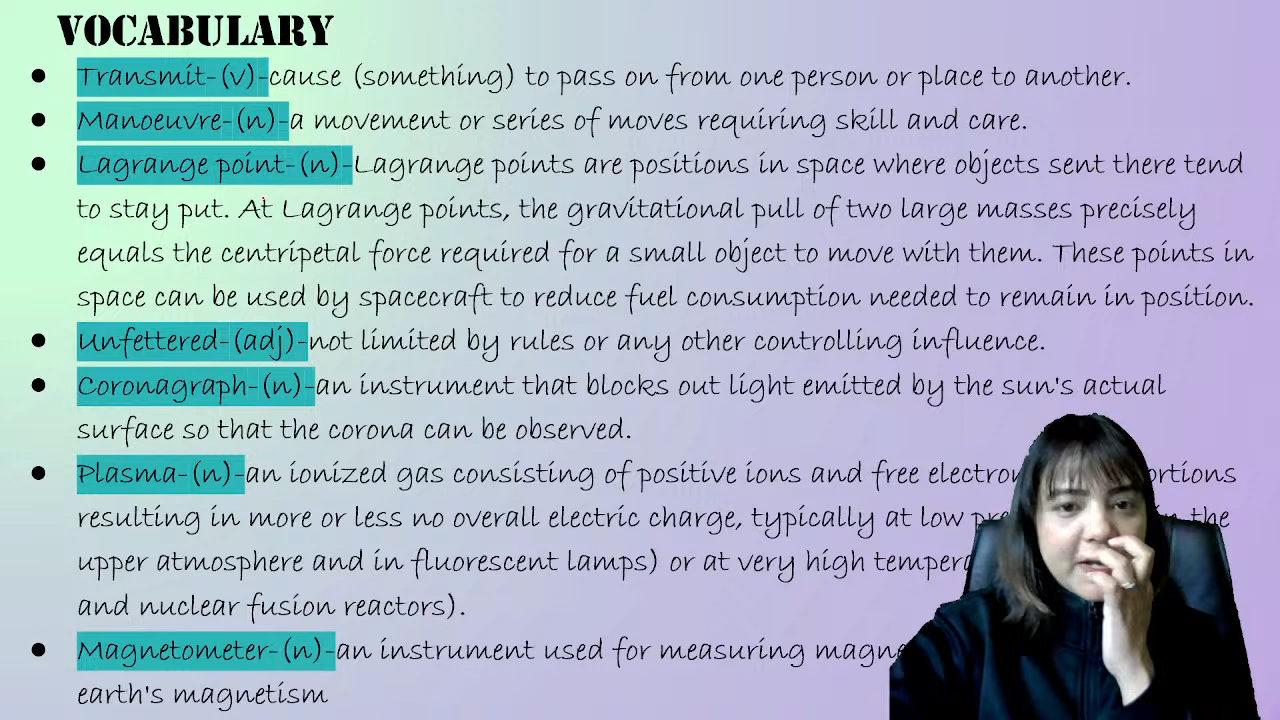 VOCABULARY
● Transmit-(v)-cause (something) to pass on from one person or place to another.
● Manoeuvre-(n)-a movement or series of moves requiring skill and care.
● Lagrange point-(n)-Lagrange points are positions in space where objects sent there tend
to stay put. At Lagrange points, the gravitational pull of two large masses precisely
equals the centripetal force required for a small object to move with them. These points in
space can be used by spacecraft to reduce fuel consumption needed to remain in position.
● Unfettered-(adj)-not limited by rules or any other controlling influence.
● Coronagraph-(n)-an instrument that blocks out light emitted by the sun's actual
surface so that the corona can be observed.
● Plasma-(n)-an ionized gas consisting of positive ions and free
resulting in more or less no overall electric charge, typically at low the
upper atmosphere and in fluorescent lamps) or at very high
and nuclear fusion reactors).
● Magnetometer-(n)-an instrument used for measuring
earth's magnetism